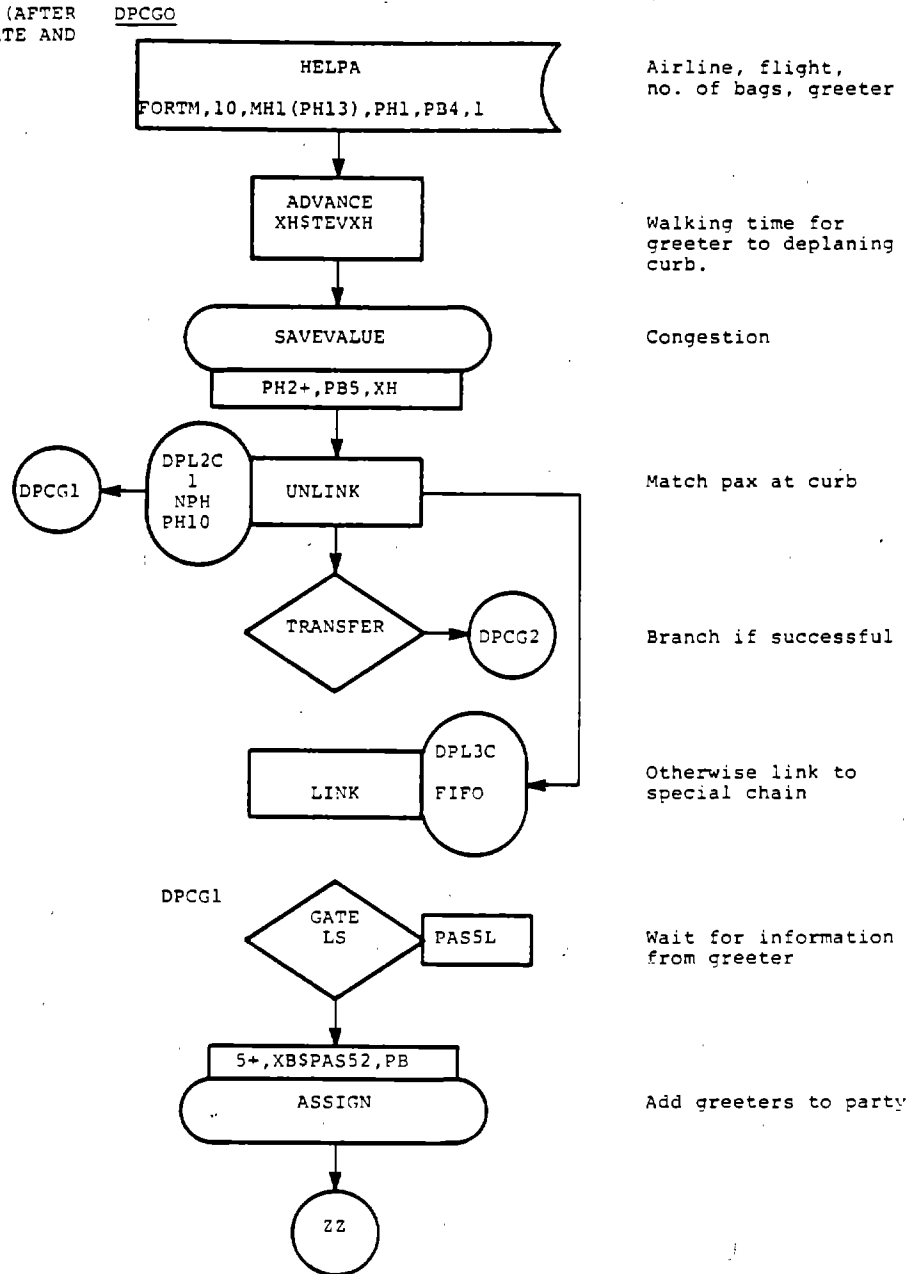 (AFTER DPCGO
ATE AND
HELPA
FORTM,10,MH1(PH13),PH1,PB4,1
Airline, flight,
no. of bags, greeter
ADVANCE
XH$TEVXH
Walking time for
greeter to deplaning
curb.
SAVEVALUE
PH2+,PB5,XH
Congestion
DPCG1
DPL2C
1
NPH
PH10
UNLINK
Match pax at curb
TRANSFER
DPCG2
Branch if successful
LINK
DPL3C
FIFO
Otherwise link to
special chain
DPCG1
GATE
LS
PAS5L
Wait for information
from greeter
5+,XB$PAS52,PB
ASSIGN
Add greeters to party
ZZ